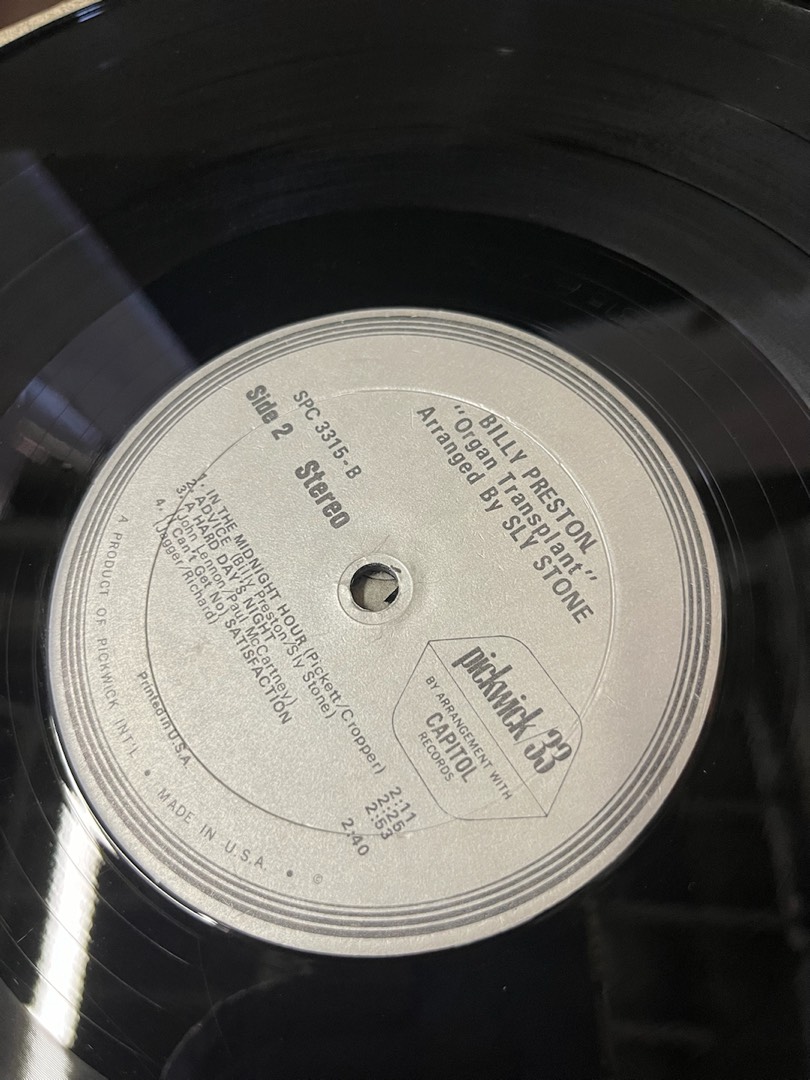 BILLY PRESTON
"Organ Transplant"
Arranged By SLY STONE
pickwick/33
BY ARRANGEMENT WITH
CAPITOL
RECORDS
SPC 3315-B
Side 2
Stereo
1. IN THE MIDNIGHT HOUR (Pickett/Cropper) 2:11
2. ADVICE (Billy Preston/Sly Stone) 2:25
3. A HARD DAY'S NIGHT
(John Lennon/Paul McCartney) 2:53
4. (I Can't Get No) SATISFACTION
(Jagger/Richard) 2:40
Printed in U.S.A.
A PRODUCT OF PICKWICK INT'L • MADE IN U.S.A. • ©